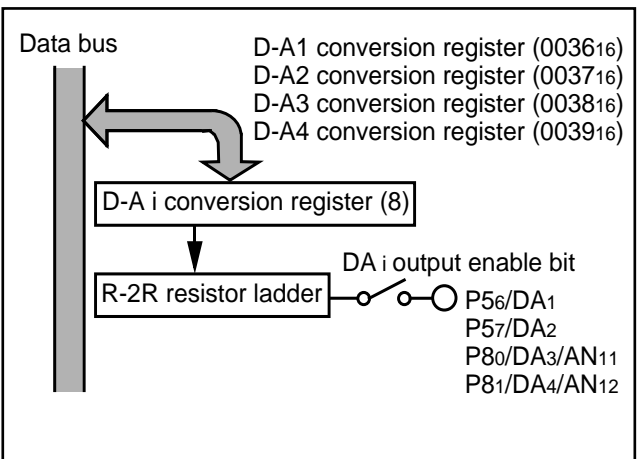 Data bus
D-A1 conversion register (0036₁₆)
D-A2 conversion register (0037₁₆)
D-A3 conversion register (0038₁₆)
D-A4 conversion register (0039₁₆)
D-A i conversion register (8)
DA i output enable bit
R-2R resistor ladder
P5₆/DA₁
P5₇/DA₂
P8₀/DA₃/AN₁₁
P8₁/DA₄/AN₁₂